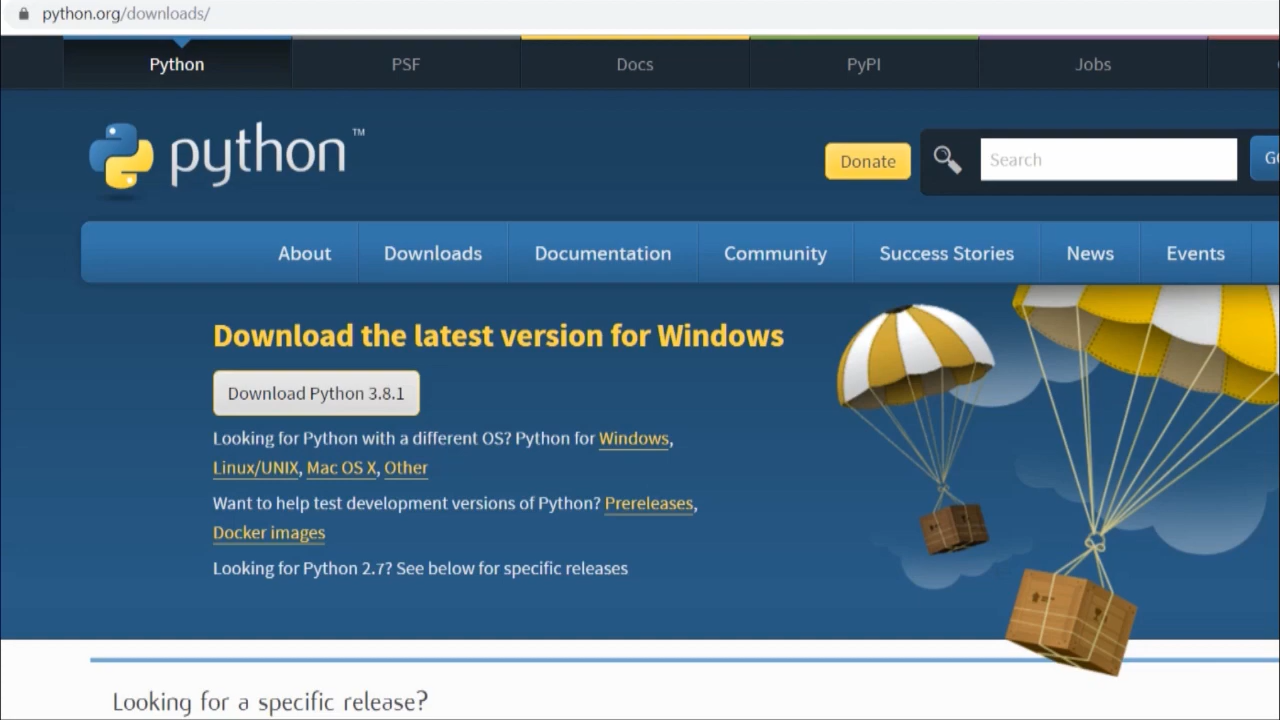 python.org/downloads/
Python PSF Docs PyPI Jobs
python™
Donate Search
About Downloads Documentation Community Success Stories News Events
Download the latest version for Windows
Download Python 3.8.1
Looking for Python with a different OS? Python for Windows,
Linux/UNIX, Mac OS X, Other
Want to help test development versions of Python? Prereleases,
Docker images
Looking for Python 2.7? See below for specific releases
Looking for a specific release?